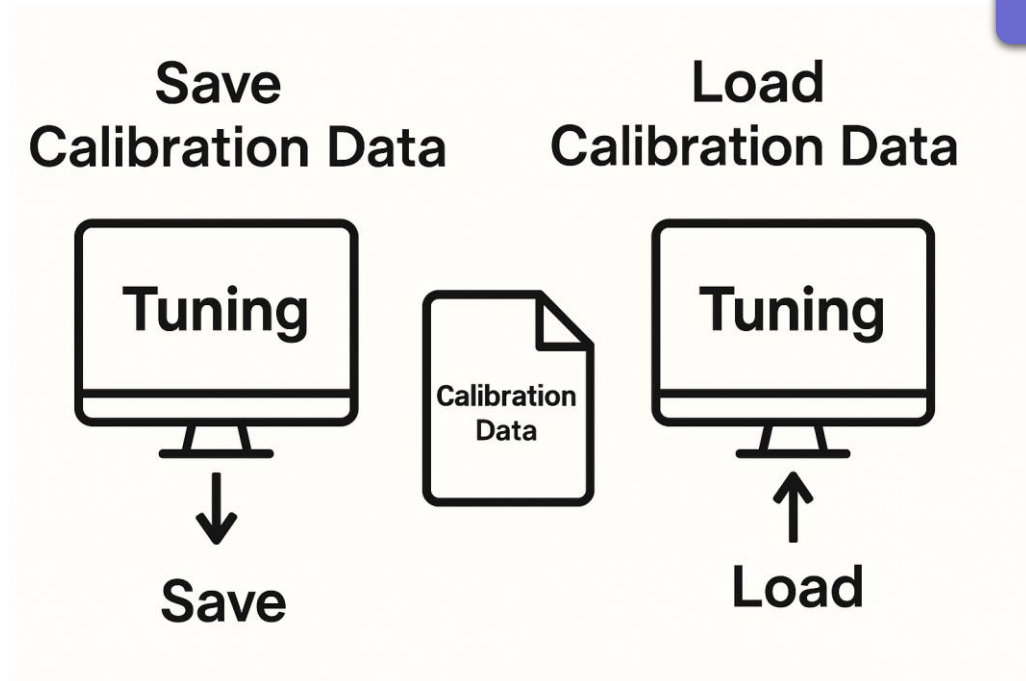 Save
Calibration Data
Tuning
Save
Calibration
Data
Load
Calibration Data
Tuning
Load